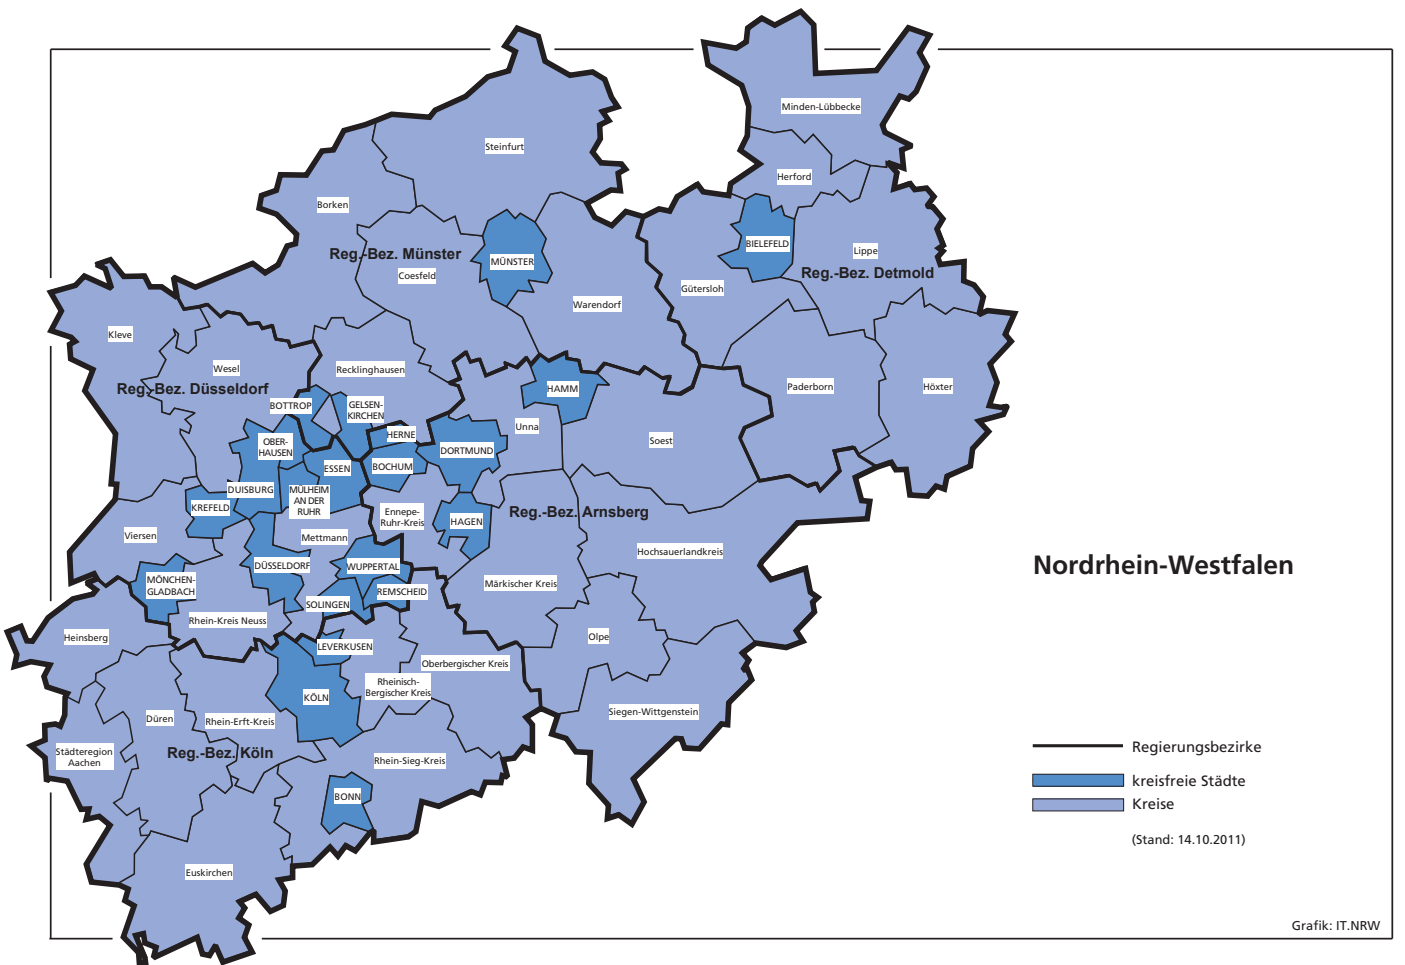 Minden-Lübbecke
Steinfurt
Herford
Borken
BIELEFELD
Lippe
Reg.-Bez. Münster
MÜNSTER
Reg.-Bez. Detmold
Coesfeld
Gütersloh
Warendorf
Kleve
Wesel
Recklinghausen
Reg.-Bez. Düsseldorf
HAMM
Paderborn
Höxter
BOTTROP
GELSEN-
KIRCHEN
Unna
HERNE
Soest
OBER-
HAUSEN
DORTMUND
ESSEN
BOCHUM
DUISBURG
MÜLHEIM
AN DER
RUHR
KREFELD
Ennepe-
Ruhr-Kreis
HAGEN
Reg.-Bez. Arnsberg
Viersen
Mettmann
Hochsauerlandkreis
DÜSSELDORF
WUPPERTAL
Nordrhein-Westfalen
MÖNCHEN-
GLADBACH
Märkischer Kreis
REMSCHEID
SOLINGEN
Rhein-Kreis Neuss
Heinsberg
Olpe
LEVERKUSEN
Oberbergischer Kreis
Rheinisch-
Bergischer Kreis
KÖLN
Düren
Rhein-Erft-Kreis
Siegen-Wittgenstein
Städteregion
Aachen
Reg.-Bez. Köln
Rhein-Sieg-Kreis
BONN
Euskirchen
Regierungsbezirke
kreisfreie Städte
Kreise
(Stand: 14.10.2011)
Grafik: IT.NRW